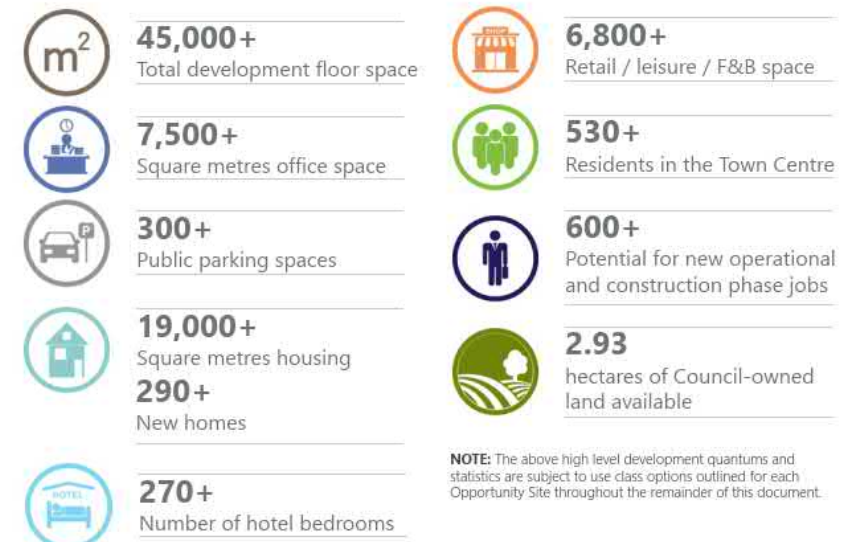 m²
45,000+
Total development floor space
7,500+
Square metres office space
P
300+
Public parking spaces
19,000+
Square metres housing
290+
New homes
HOTEL
270+
Number of hotel bedrooms
SHOP
6,800+
Retail / leisure / F&B space
530+
Residents in the Town Centre
600+
Potential for new operational
and construction phase jobs
2.93
hectares of Council-owned
land available
NOTE: The above high level development quantums and
statistics are subject to use class options outlined for each
Opportunity Site throughout the remainder of this document.